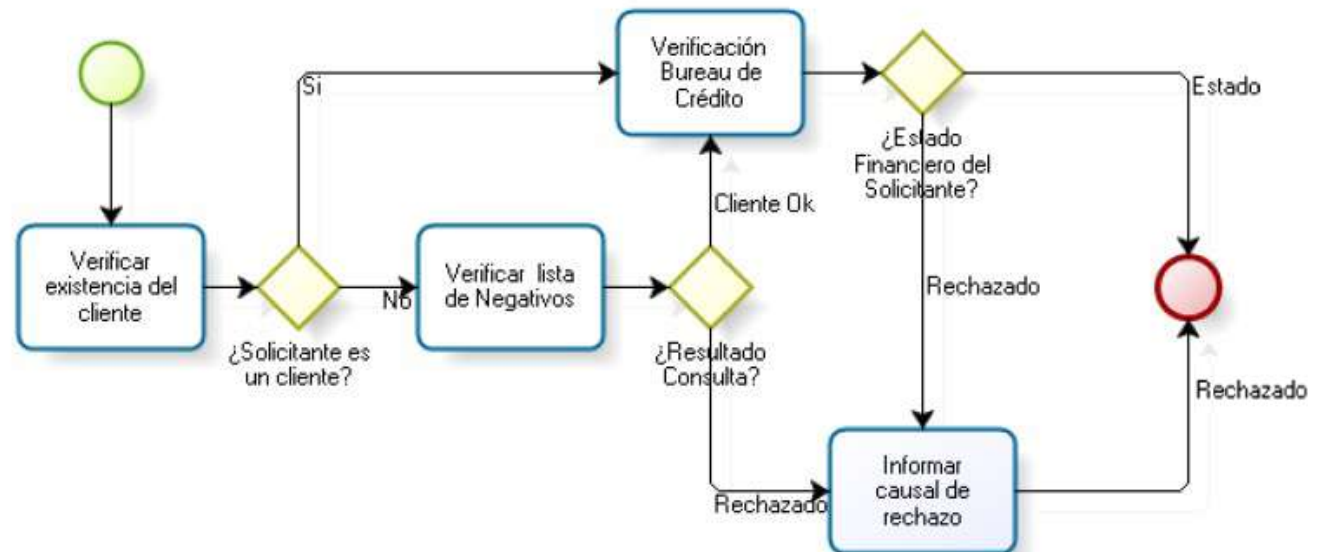 Verificación
Bureau de
Crédito
Si
Estado
¿Estado
Financiero del
Solicitante?
Cliente Ok
Verificar
existencia del
cliente
Verificar lista
de Negativos
No
Rechazado
¿Solicitante es
un cliente?
¿Resultado
Consulta?
Rechazado
Informar
causal de
rechazo
Rechazado